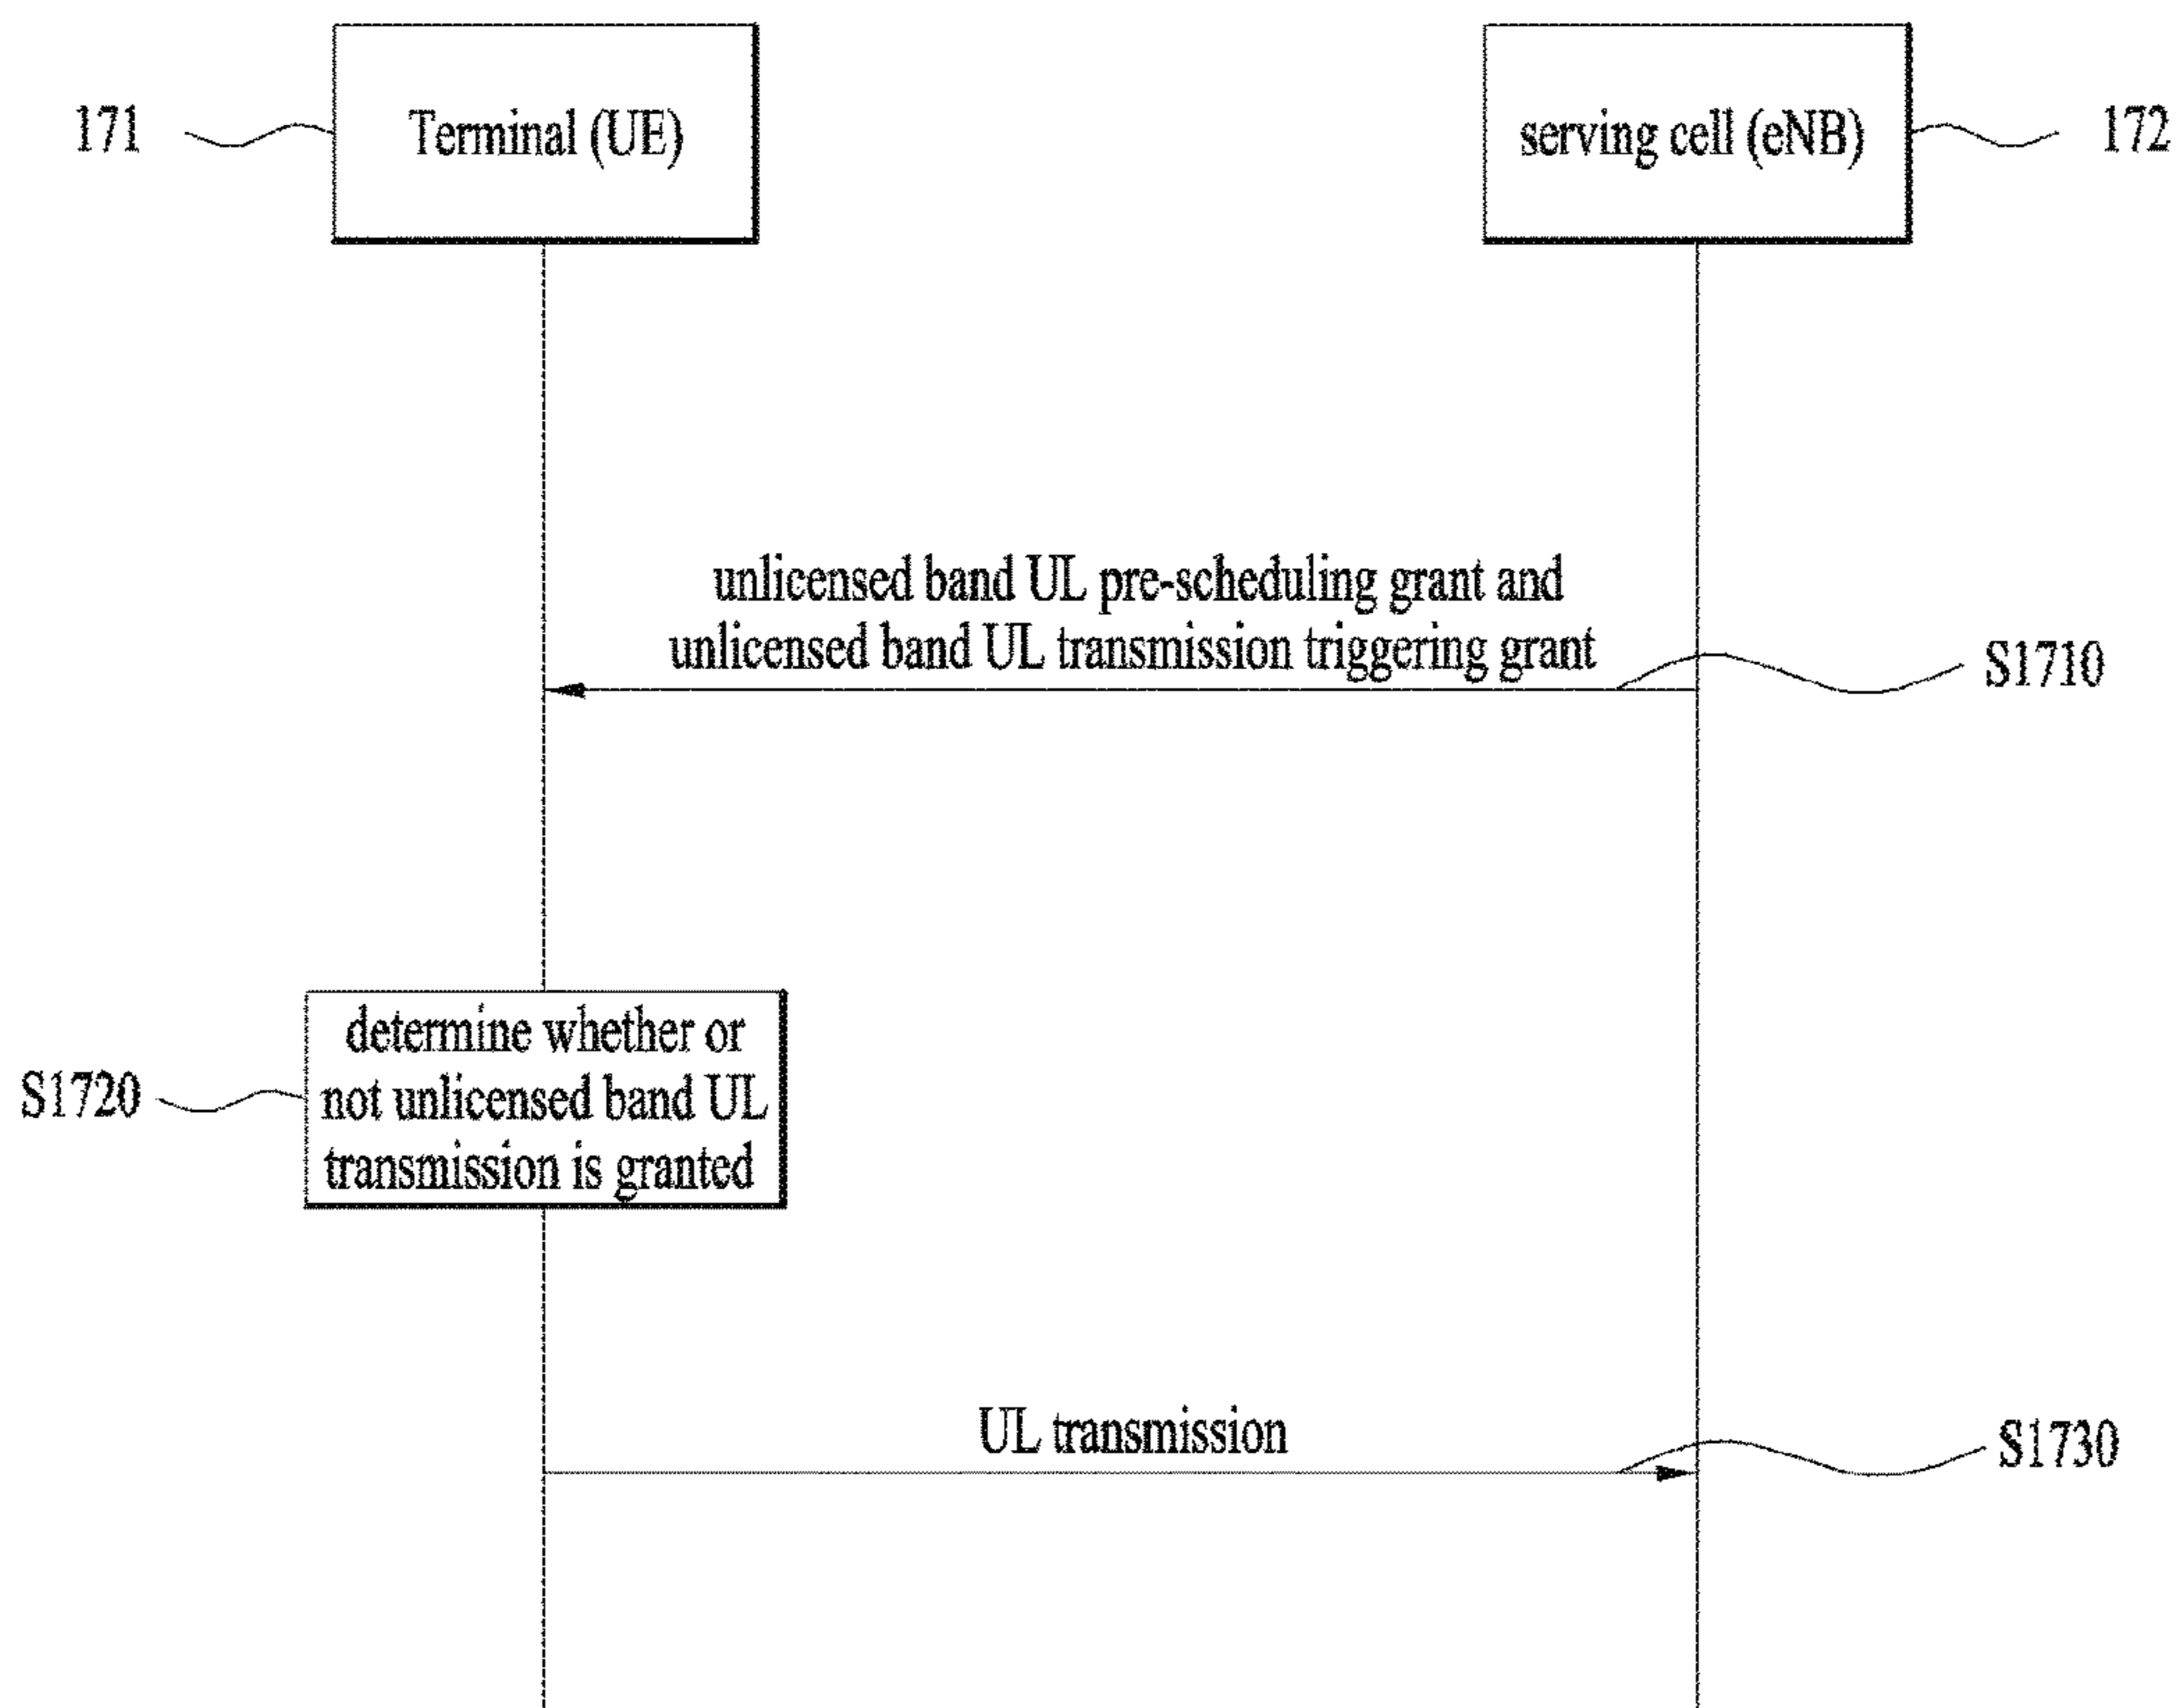 171
Terminal (UE)
serving cell (eNB)
172
unlicensed band UL pre-scheduling grant and
unlicensed band UL transmission triggering grant
S1710
determine whether or
not unlicensed band UL
transmission is granted
S1720
UL transmission
S1730